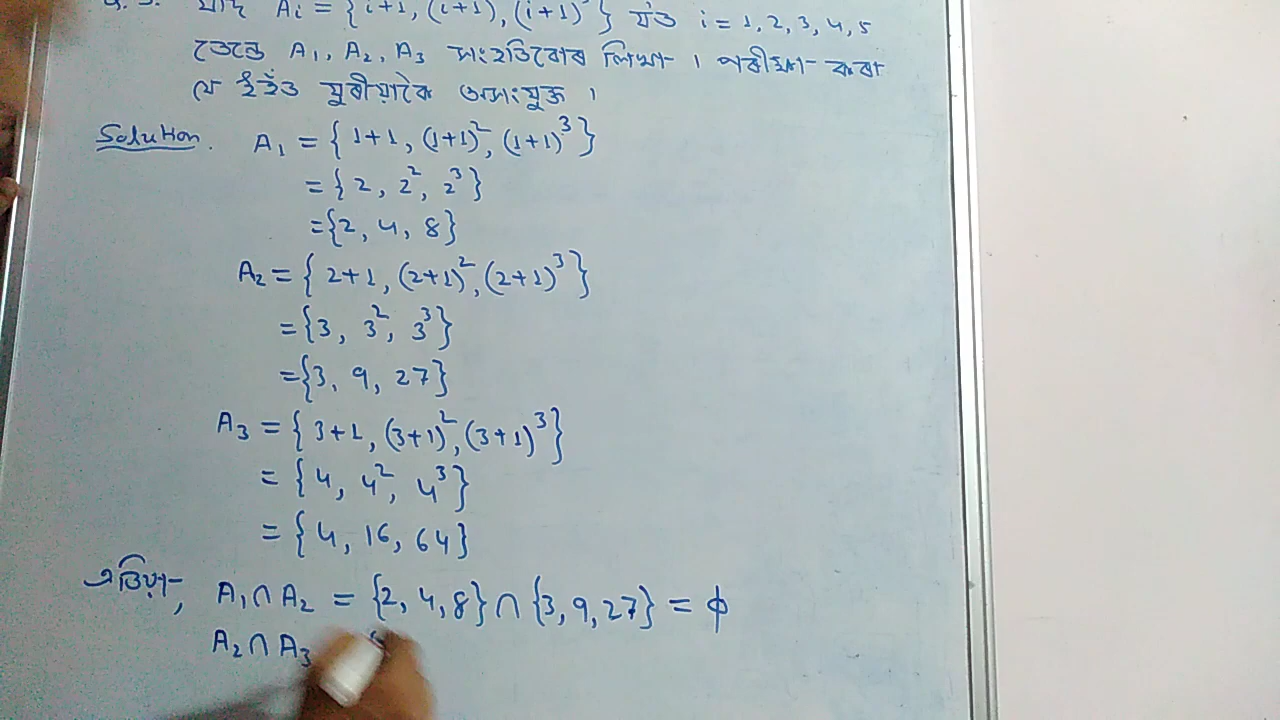 যদি Ai = {i+1, (i+1), (i+1)} য'ত i = 1, 2, 3, 4, 5
তেন্তে A₁, A₂, A₃ সংহতিবোৰ লিখা । পৰীক্ষা কৰা
যে ইহঁত যুৰীয়াকৈ অসংযুক্ত ।
Solution. A₁ = {1+1, (1+1)², (1+1)³}
= {2, 2², 2³}
= {2, 4, 8}
A₂ = {2+1, (2+1)², (2+1)³}
= {3, 3², 3³}
= {3, 9, 27}
A₃ = {3+1, (3+1)², (3+1)³}
= {4, 4², 4³}
= {4, 16, 64}
এতিয়া, A₁∩A₂ = {2, 4, 8}∩{3, 9, 27} = ϕ
A₂∩A₃